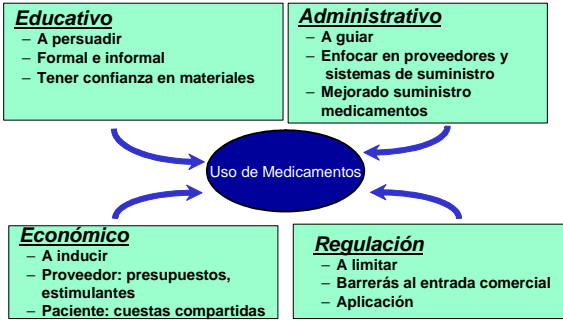 Educativo
– A persuadir
– Formal e informal
– Tener confianza en materiales
Administrativo
– A guiar
– Enfocar en proveedores y
sistemas de suministro
– Mejorado suministro
medicamentos
Uso de Medicamentos
Económico
– A inducir
– Proveedor: presupuestos,
estimulantes
– Paciente: cuestas compartidas
Regulación
– A limitar
– Barrerás al entrada comercial
– Aplicación